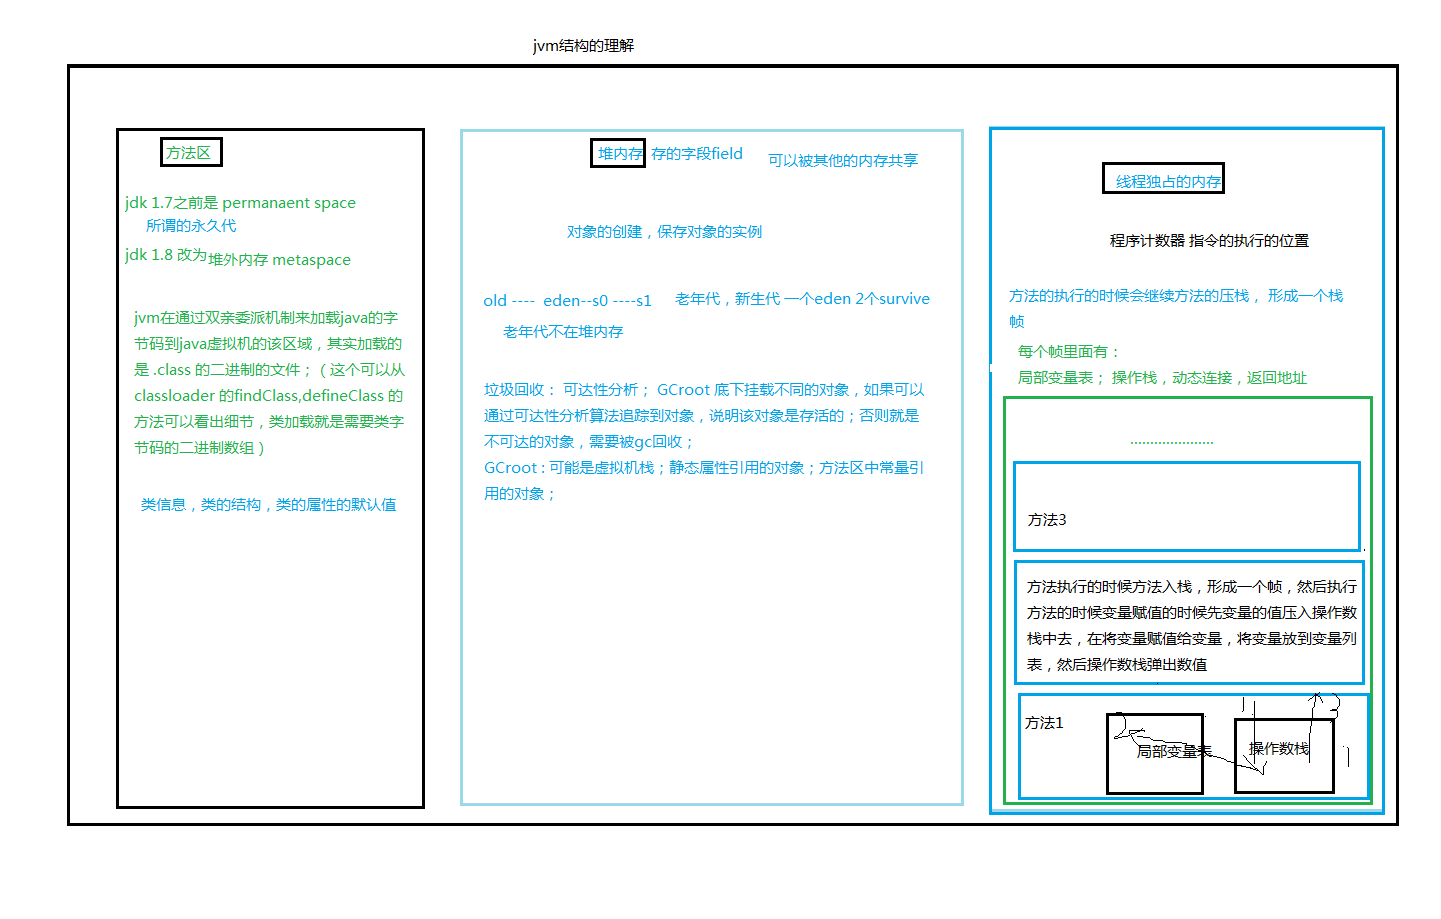 jvm结构的理解
方法区
jdk 1.7之前是 permanaent space
所谓的永久代
jdk 1.8 改为堆外内存 metaspace
jvm在通过双亲委派机制来加载java的字
节码到java虚拟机的该区域，其实加载的
是 .class 的二进制的文件；（这个可以从
classloader 的findClass,defineClass 的
方法可以看出细节，类加载就是需要类字
节码的二进制数组）
类信息，类的结构，类的属性的默认值
堆内存 存的字段field
可以被其他的内存共享
对象的创建，保存对象的实例
old ---- eden--s0 ----s1
老年代，新生代 一个eden 2个survive
老年代不在堆内存
垃圾回收： 可达性分析； GCroot 底下挂载不同的对象，如果可以
通过可达性分析算法追踪到对象，说明该对象是存活的；否则就是
不可达的对象，需要被gc回收；
GCroot : 可能是虚拟机栈；静态属性引用的对象；方法区中常量引
用的对象；
线程独占的内存
程序计数器 指令的执行的位置
方法的执行的时候会继续方法的压栈， 形成一个栈
帧
每个帧里面有：
局部变量表； 操作栈，动态连接，返回地址
.....................
方法3
方法执行的时候方法入栈，形成一个帧，然后执行
方法的时候变量赋值的时候先变量的值压入操作数
栈中去，在将变量赋值给变量，将变量放到变量列
表，然后操作数栈弹出数值
方法1
2
局部变量表
1
操作数栈
3